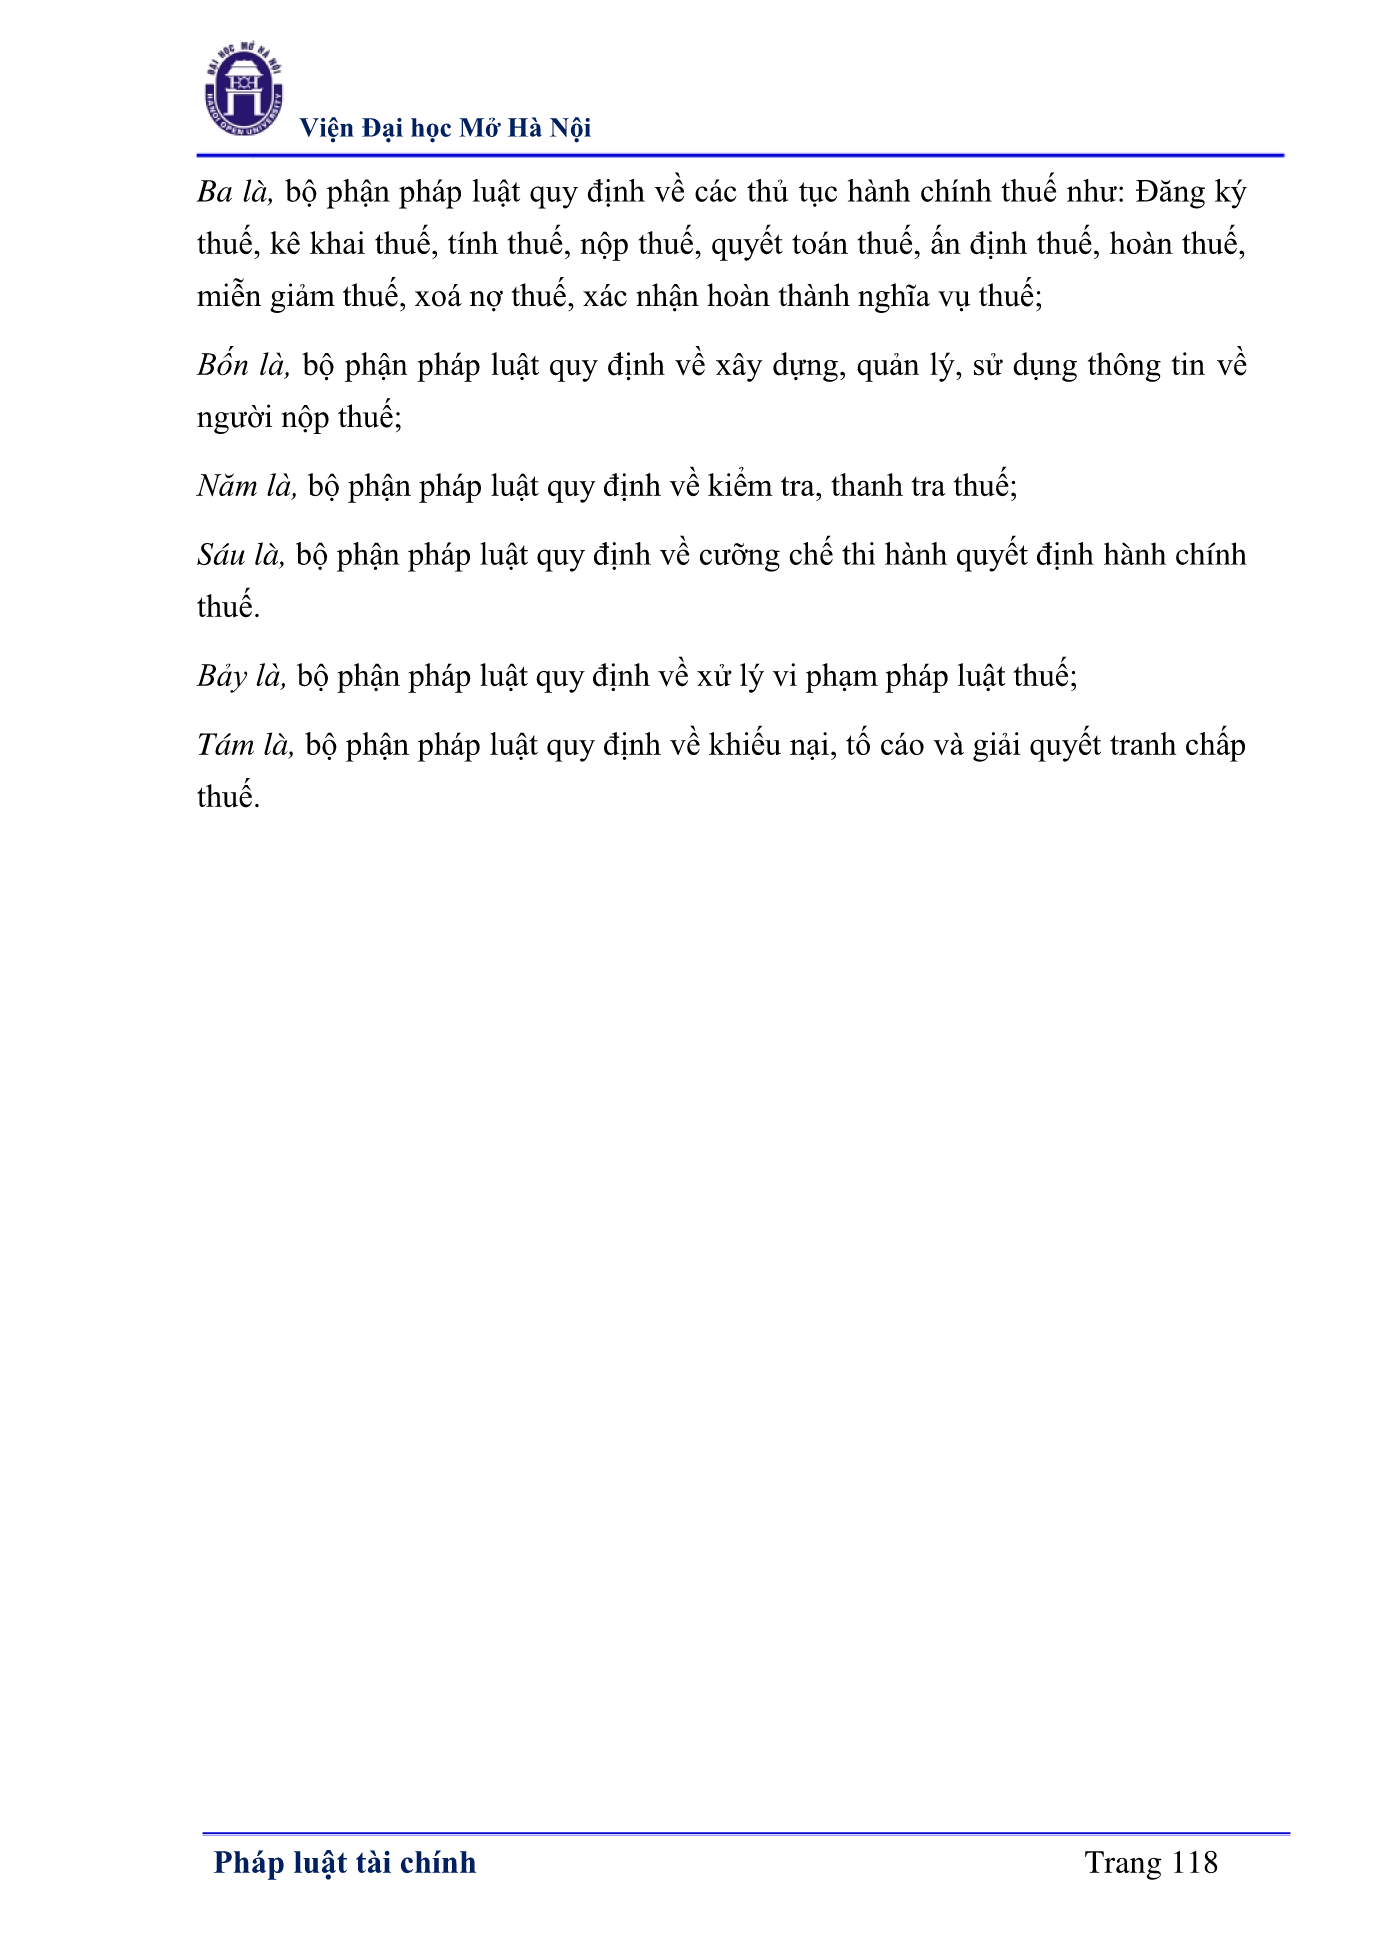 ĐẠI HỌC MỞ HÀ NỘI
HANOI OPEN UNIVERSITY
Viện Đại học Mở Hà Nội
Ba là, bộ phận pháp luật quy định về các thủ tục hành chính thuế như: Đăng ký
thuế, kê khai thuế, tính thuế, nộp thuế, quyết toán thuế, ấn định thuế, hoàn thuế,
miễn giảm thuế, xoá nợ thuế, xác nhận hoàn thành nghĩa vụ thuế;
Bốn là, bộ phận pháp luật quy định về xây dựng, quản lý, sử dụng thông tin về
người nộp thuế;
Năm là, bộ phận pháp luật quy định về kiểm tra, thanh tra thuế;
Sáu là, bộ phận pháp luật quy định về cưỡng chế thi hành quyết định hành chính
thuế.
Bảy là, bộ phận pháp luật quy định về xử lý vi phạm pháp luật thuế;
Tám là, bộ phận pháp luật quy định về khiếu nại, tố cáo và giải quyết tranh chấp
thuế.
Pháp luật tài chính Trang 118